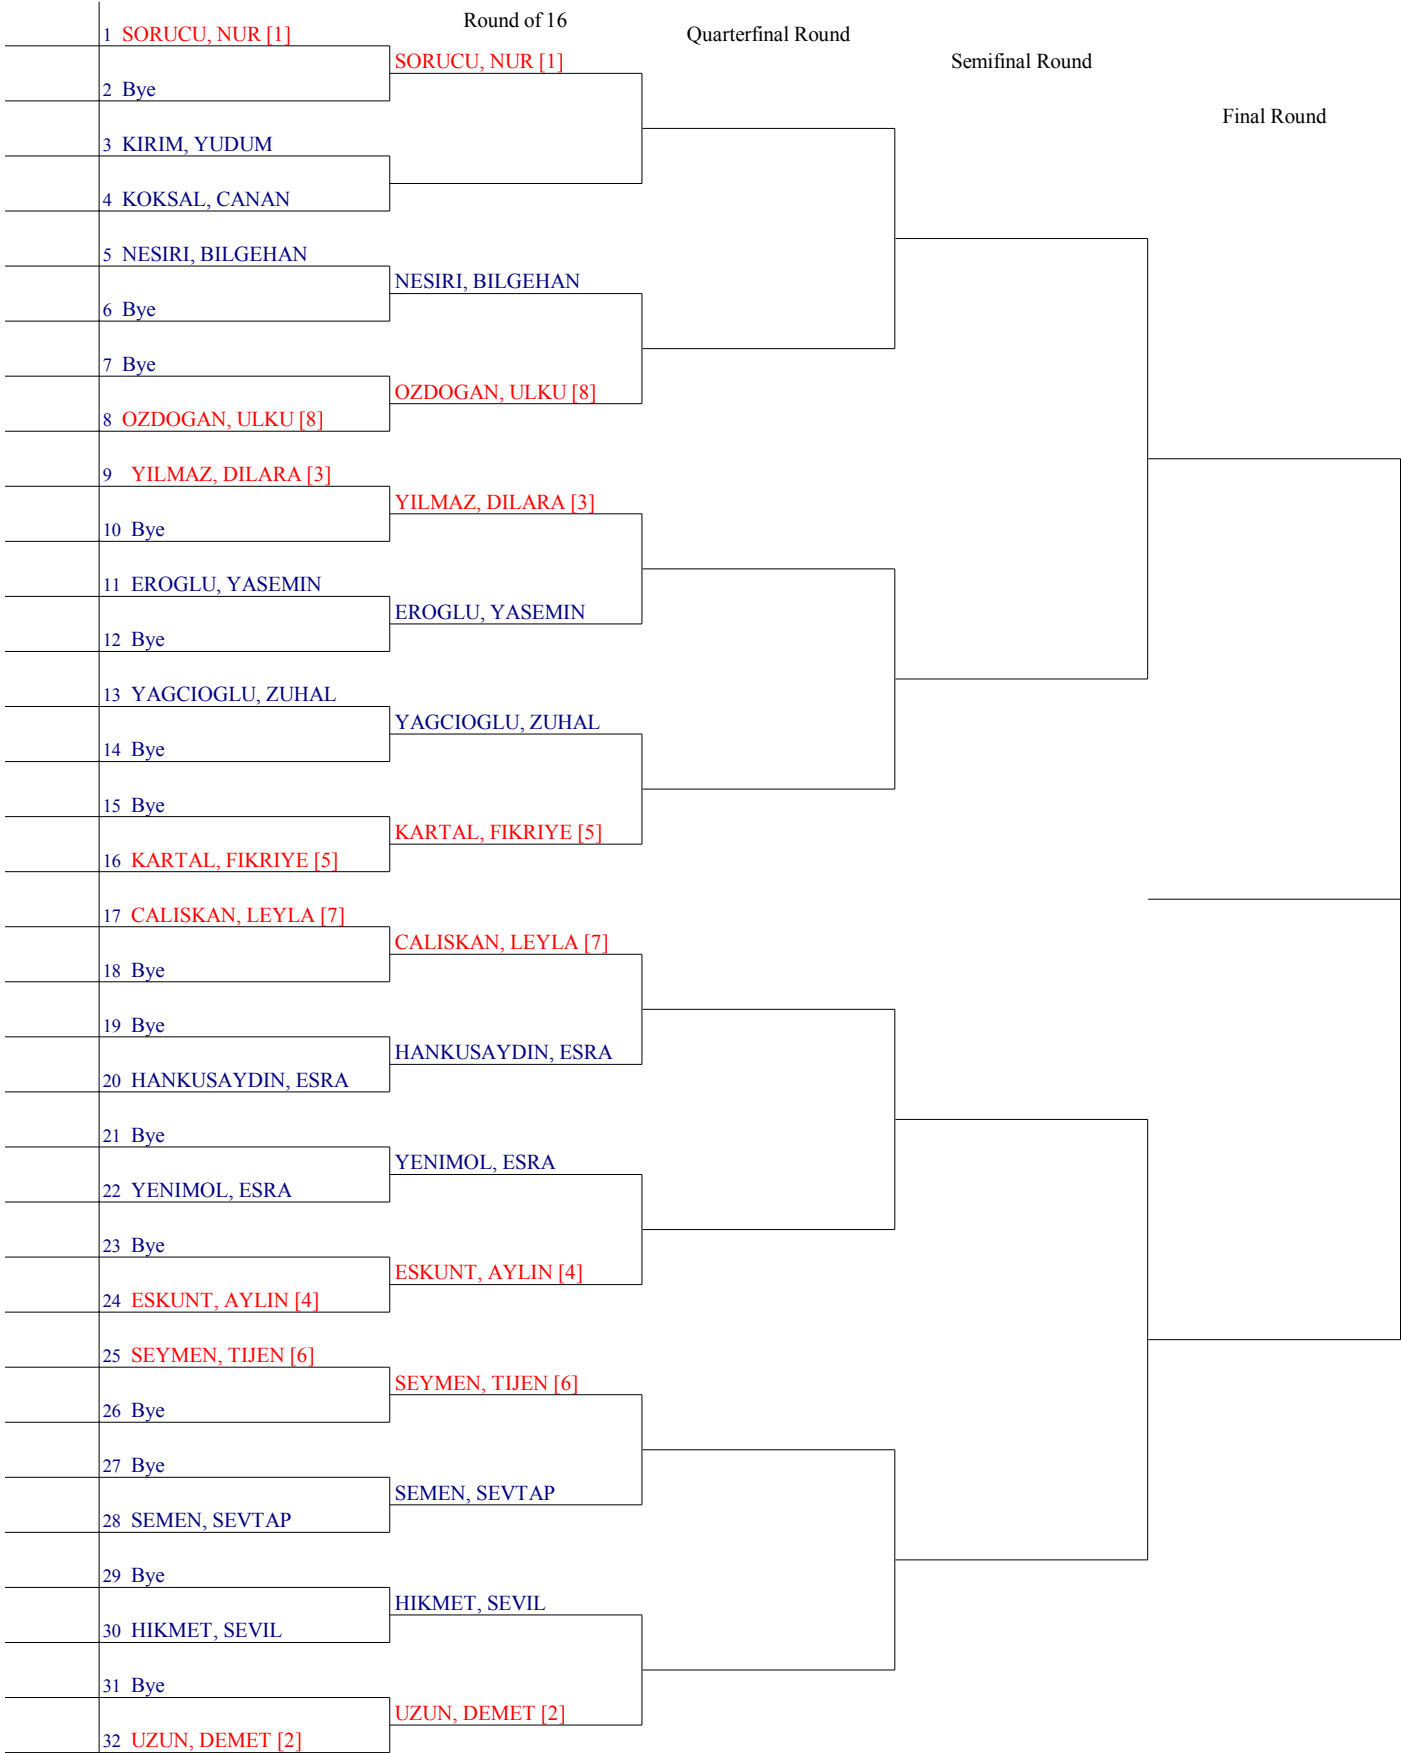 Round of 16
Quarterfinal Round
Semifinal Round
Final Round
1 SORUCU, NUR [1]
2 Bye
3 KIRIM, YUDUM
4 KOKSAL, CANAN
5 NESIRI, BILGEHAN
6 Bye
7 Bye
8 OZDOGAN, ULKU [8]
9 YILMAZ, DILARA [3]
10 Bye
11 EROGLU, YASEMIN
12 Bye
13 YAGCIOGLU, ZUHAL
14 Bye
15 Bye
16 KARTAL, FIKRIYE [5]
17 CALISKAN, LEYLA [7]
18 Bye
19 Bye
20 HANKUSAYDIN, ESRA
21 Bye
22 YENIMOL, ESRA
23 Bye
24 ESKUNT, AYLIN [4]
25 SEYMEN, TIJEN [6]
26 Bye
27 Bye
28 SEMEN, SEVTAP
29 Bye
30 HIKMET, SEVIL
31 Bye
32 UZUN, DEMET [2]
SORUCU, NUR [1]
NESIRI, BILGEHAN
OZDOGAN, ULKU [8]
YILMAZ, DILARA [3]
EROGLU, YASEMIN
YAGCIOGLU, ZUHAL
KARTAL, FIKRIYE [5]
CALISKAN, LEYLA [7]
HANKUSAYDIN, ESRA
YENIMOL, ESRA
ESKUNT, AYLIN [4]
SEYMEN, TIJEN [6]
SEMEN, SEVTAP
HIKMET, SEVIL
UZUN, DEMET [2]